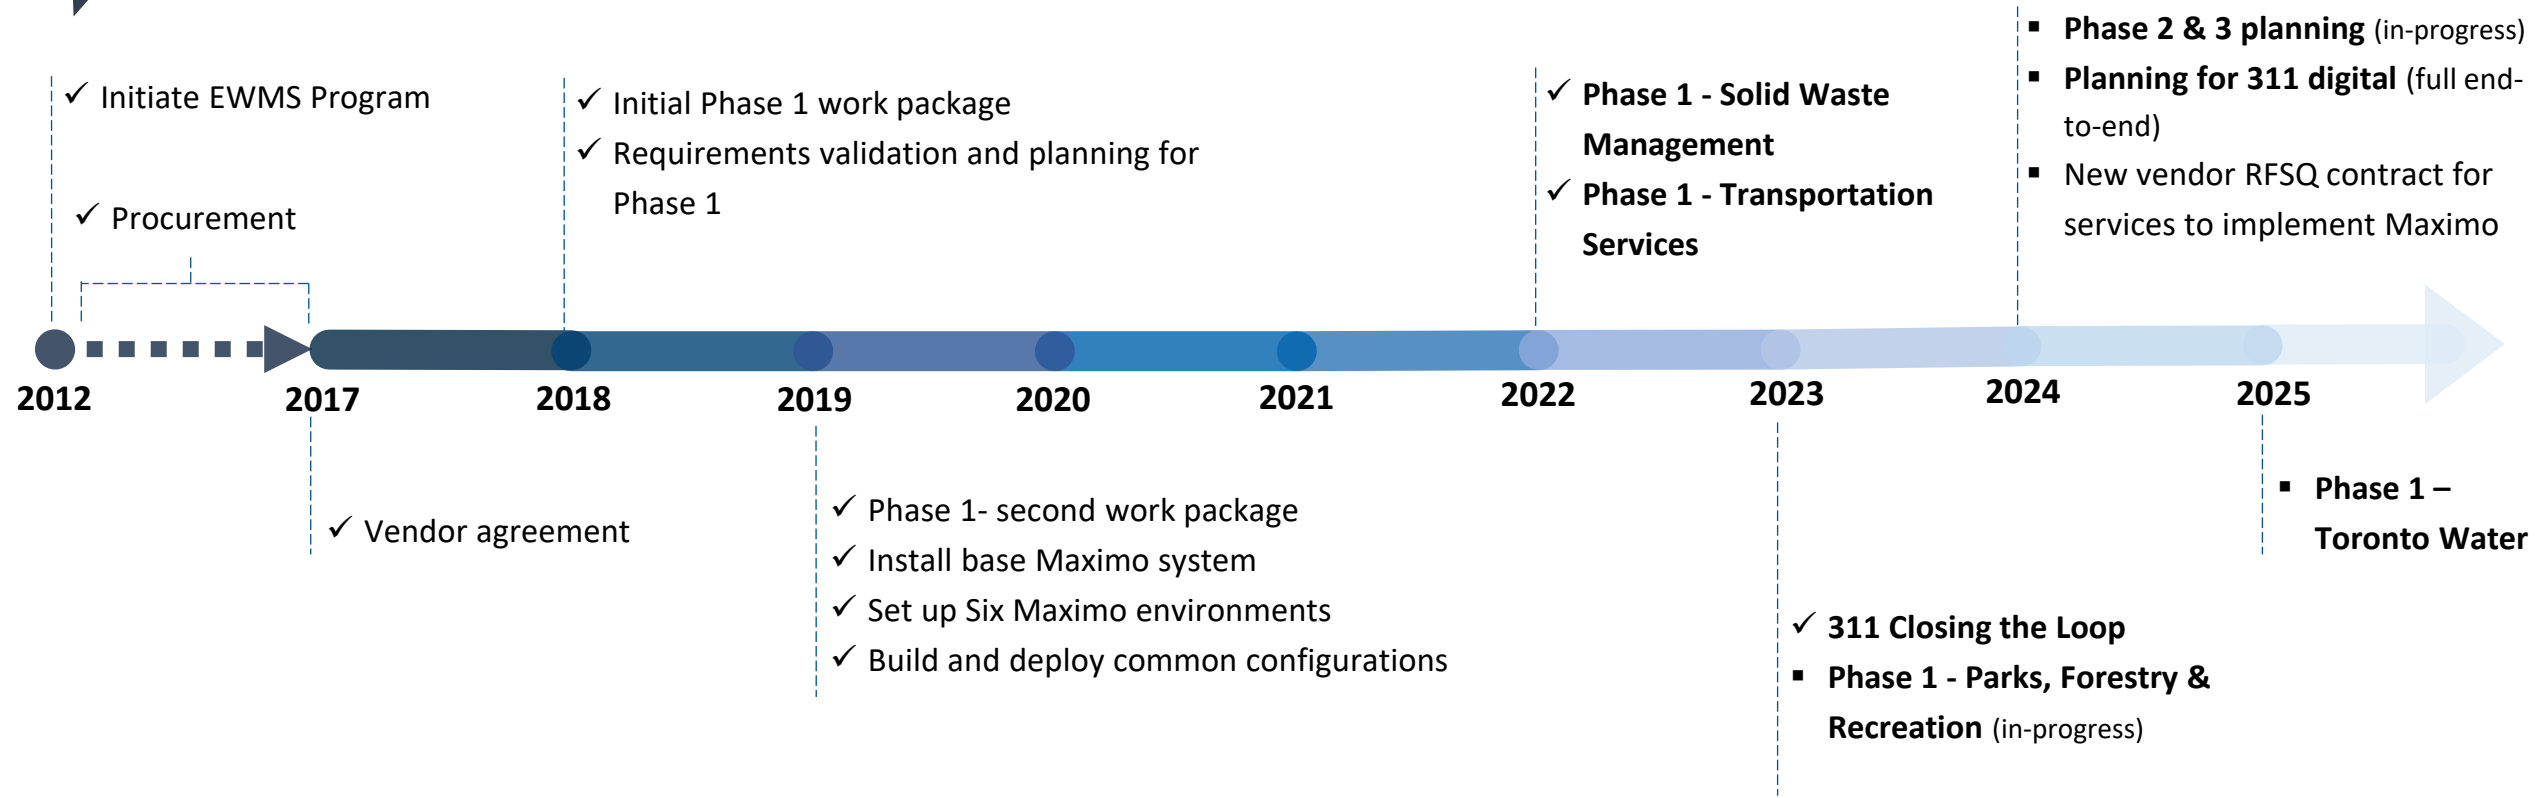 ✓ Initiate EWMS Program
✓ Procurement
✓ Initial Phase 1 work package
✓ Requirements validation and planning for
Phase 1
✓ Phase 1 - Solid Waste
Management
✓ Phase 1 - Transportation
Services
▪ Phase 2 & 3 planning (in-progress)
▪ Planning for 311 digital (full end-
to-end)
▪ New vendor RFSQ contract for
services to implement Maximo
2012 2017 2018 2019 2020 2021 2022 2023 2024 2025
✓ Vendor agreement
✓ Phase 1- second work package
✓ Install base Maximo system
✓ Set up Six Maximo environments
✓ Build and deploy common configurations
✓ 311 Closing the Loop
▪ Phase 1 - Parks, Forestry &
Recreation (in-progress)
▪ Phase 1 –
Toronto Water